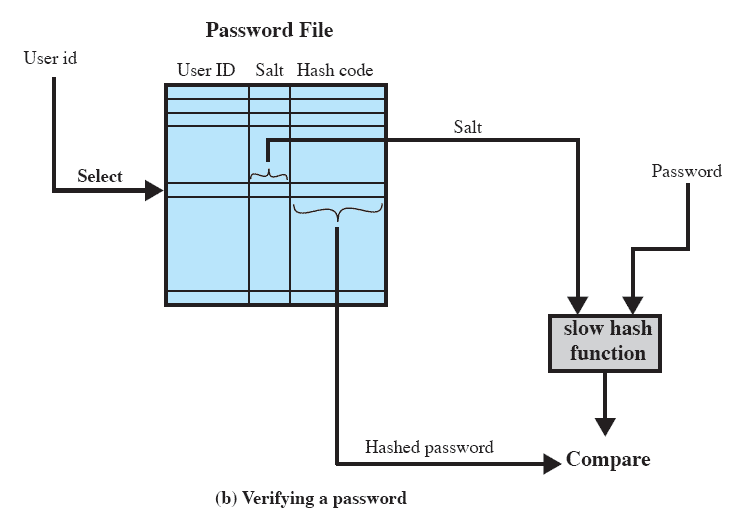 Password File
User id
User ID Salt Hash code
Salt
Select
Password
slow hash
function
Hashed password
Compare
(b) Verifying a password